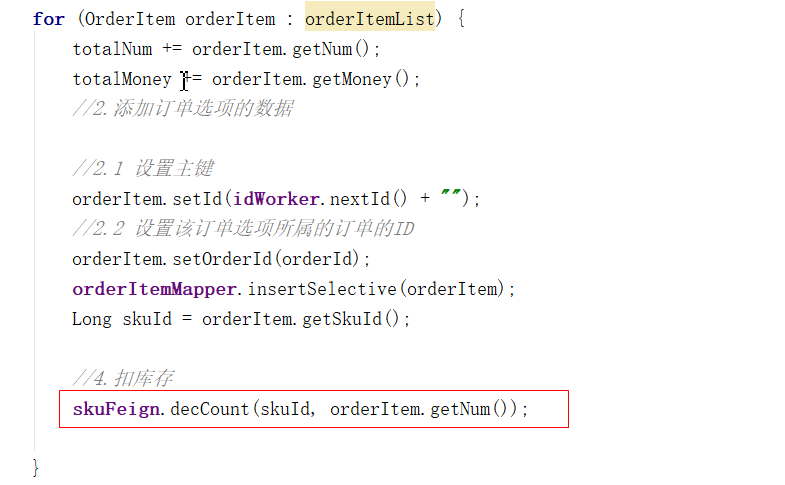 for (OrderItem orderItem : orderItemList) {
totalNum += orderItem.getNum();
totalMoney += orderItem.getMoney();
//2.添加订单选项的数据
//2.1 设置主键
orderItem.setId(idWorker.nextId() + "");
//2.2 设置该订单选项所属的订单的ID
orderItem.setOrderId(orderId);
orderItemMapper.insertSelective(orderItem);
Long skuId = orderItem.getSkuId();
//4.扣库存
skuFeign.decCount(skuId, orderItem.getNum());
}